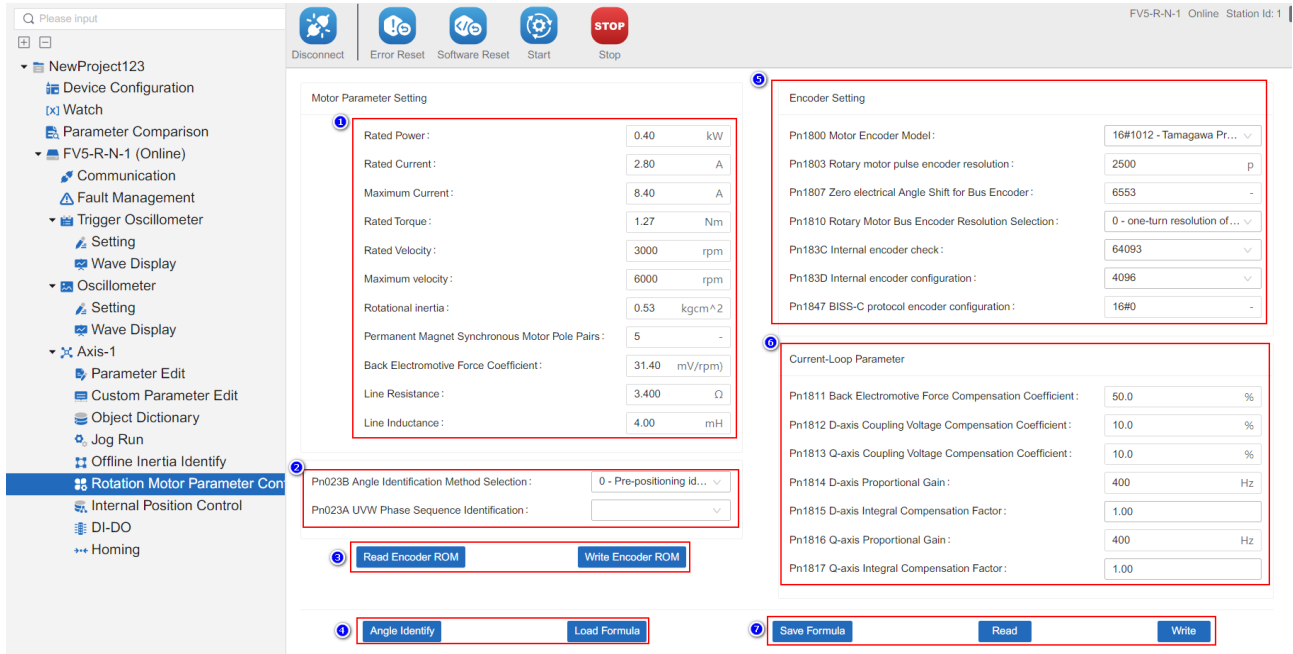 Please input
FV5-R-N-1 Online Station Id: 1
STOP
Disconnect Error Reset Software Reset Start Stop
NewProject123
Device Configuration
[x] Watch
Parameter Comparison
FV5-R-N-1 (Online)
Communication
Fault Management
Trigger Oscillometer
Setting
Wave Display
Oscillometer
Setting
Wave Display
Axis-1
Parameter Edit
Custom Parameter Edit
Object Dictionary
Jog Run
Offline Inertia Identify
Rotation Motor Parameter Con
Internal Position Control
DI-DO
Homing
Motor Parameter Setting
1
Rated Power: 0.40 kW
Rated Current: 2.80 A
Maximum Current: 8.40 A
Rated Torque: 1.27 Nm
Rated Velocity: 3000 rpm
Maximum velocity: 6000 rpm
Rotational inertia: 0.53 kgcm^2
Permanent Magnet Synchronous Motor Pole Pairs: 5 -
Back Electromotive Force Coefficient: 31.40 mV/rpm)
Line Resistance: 3.400 Ω
Line Inductance: 4.00 mH
2
Pn023B Angle Identification Method Selection: 0 - Pre-positioning id...
Pn023A UVW Phase Sequence Identification:
3 Read Encoder ROM Write Encoder ROM
4 Angle Identify Load Formula
5
Encoder Setting
Pn1800 Motor Encoder Model: 16#1012 - Tamagawa Pr...
Pn1803 Rotary motor pulse encoder resolution: 2500 p
Pn1807 Zero electrical Angle Shift for Bus Encoder: 6553 -
Pn1810 Rotary Motor Bus Encoder Resolution Selection: 0 - one-turn resolution of...
Pn183C Internal encoder check: 64093
Pn183D Internal encoder configuration: 4096
Pn1847 BISS-C protocol encoder configuration: 16#0 -
6
Current-Loop Parameter
Pn1811 Back Electromotive Force Compensation Coefficient: 50.0 %
Pn1812 D-axis Coupling Voltage Compensation Coefficient: 10.0 %
Pn1813 Q-axis Coupling Voltage Compensation Coefficient: 10.0 %
Pn1814 D-axis Proportional Gain: 400 Hz
Pn1815 D-axis Integral Compensation Factor: 1.00
Pn1816 Q-axis Proportional Gain: 400 Hz
Pn1817 Q-axis Integral Compensation Factor: 1.00
7 Save Formula Read Write